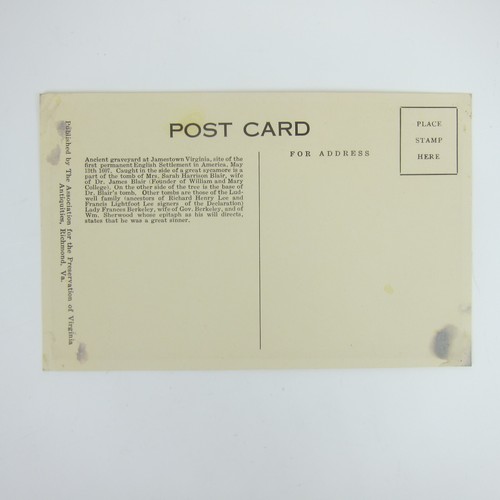 POST CARD
PLACE
STAMP
HERE
FOR ADDRESS
Ancient graveyard at Jamestown Virginia, site of the
first permanent English Settlement in America, May
13th 1607. Caught in the side of a great sycamore is a
part of the tomb of Mrs. Sarah Harrison Blair, wife
of Dr. James Blair (Founder of William and Mary
College). On the other side of the tree is the base of
Dr. Blair's tomb. Other tombs are those of the Lud-
well family (ancestors of Richard Henry Lee and
Francis Lightfoot Lee signers of the Declaration)
Lady Frances Berkeley, wife of Gov. Berkeley, and of
Wm. Sherwood whose epitaph as his will directs,
states that he was a great sinner.
Published by The Association for the Preservation of Virginia
Antiquities, Richmond, Va.